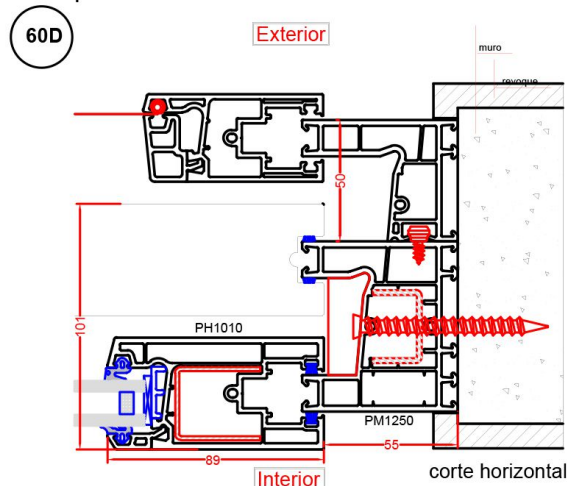 60D
Exterior
muro
revoque
50
101
PH1010
PM1250
55
89
Interior
corte horizontal